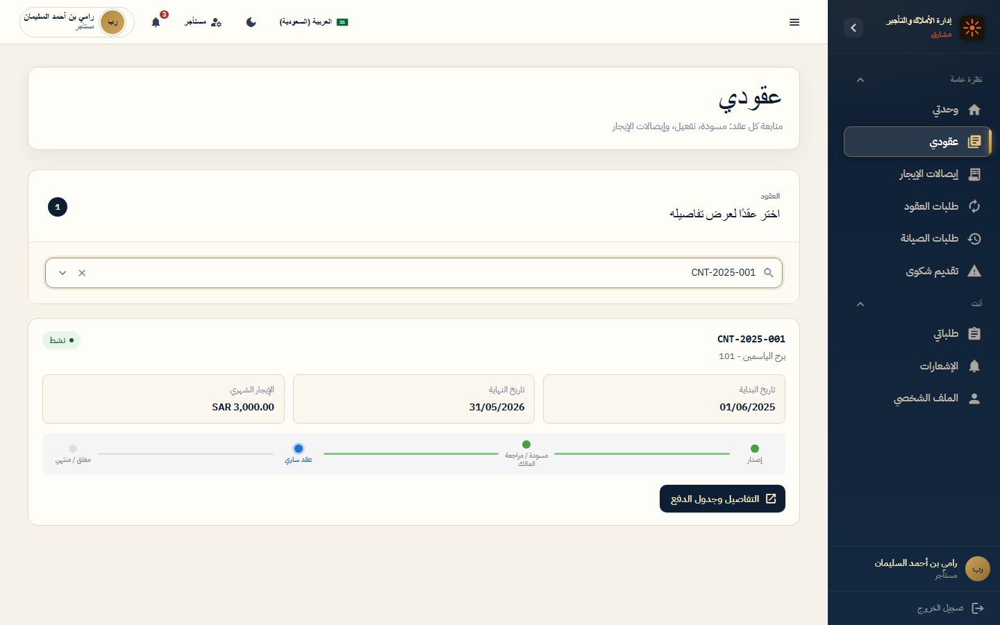 إدارة الأملاك والتأجير
مشارق
نظرة عامة
وحدتي
عقودي
إيصالات الإيجار
طلبات العقود
طلبات الصيانة
تقديم شكوى
أنت
طلباتي
الإشعارات
الملف الشخصي
رب
رامي بن أحمد السليمان
مستأجر
تسجيل الخروج
العربية (السعودية)
مستأجر
3
رب
رامي بن أحمد السليمان
مستأجر
عقودي
متابعة كل عقد: مسودة، تفعيل، وإيصالات الإيجار
العقود
اختر عقدًا لعرض تفاصيله
1
CNT-2025-001
CNT-2025-001
نشط
برج الياسمين - 101
تاريخ البداية
01/06/2025
تاريخ النهاية
31/05/2026
الإيجار الشهري
SAR 3,000.00
إصدار
مسودة / مراجعة
المالك
عقد ساري
مغلق / منتهي
التفاصيل وجدول الدفع